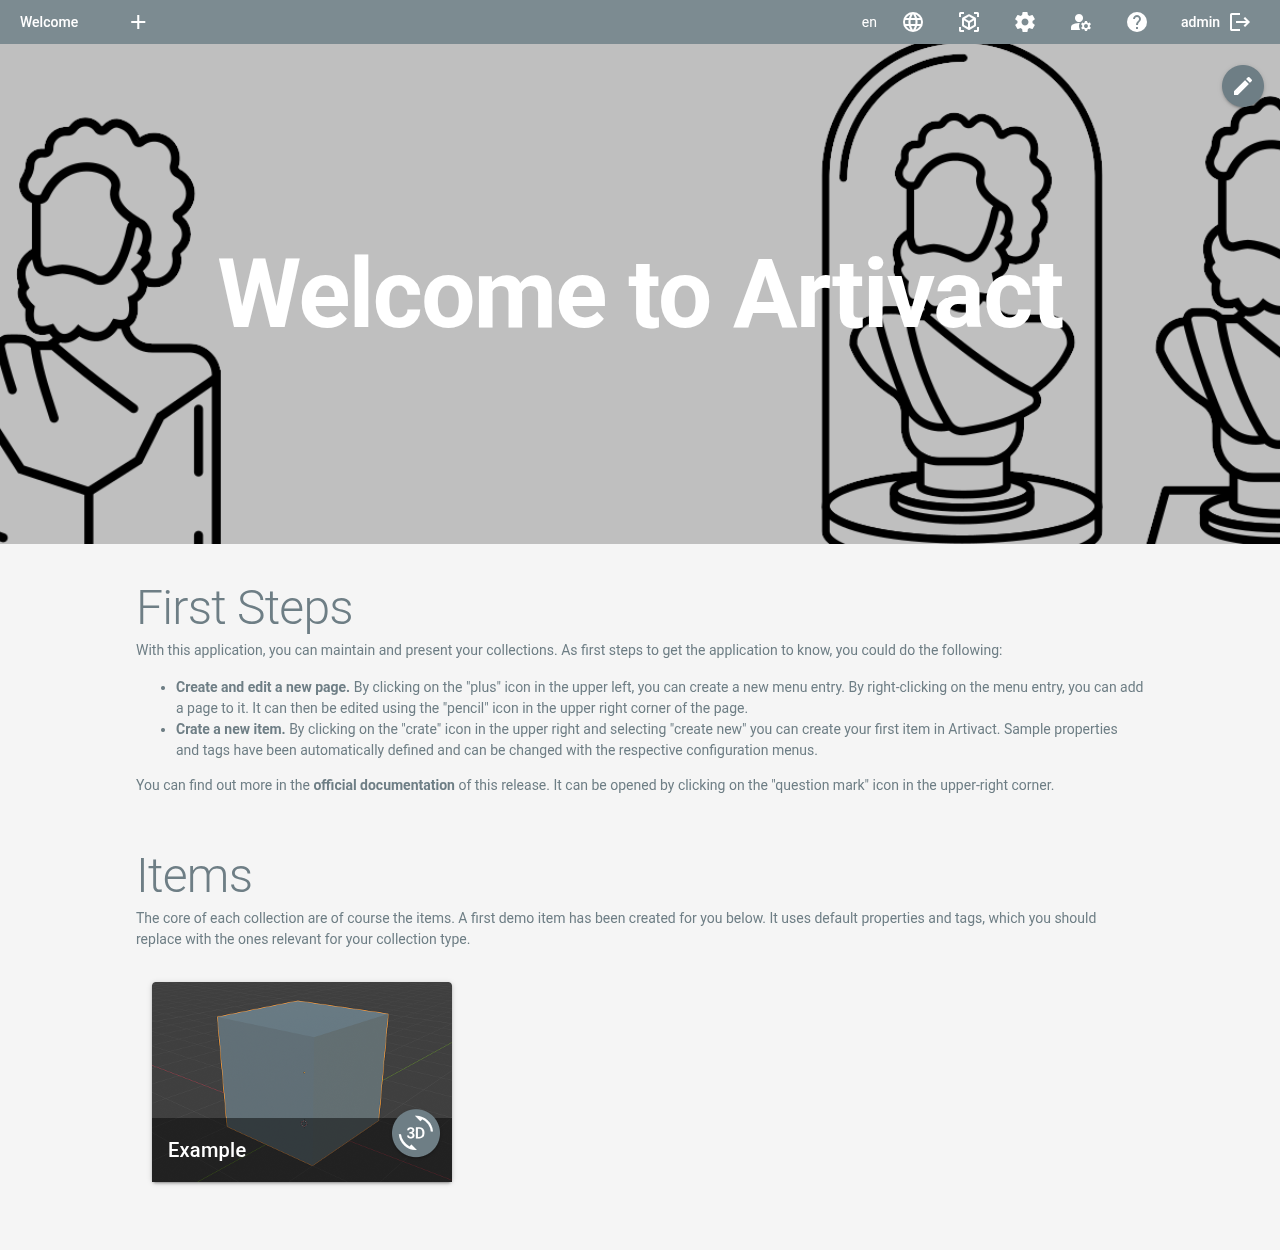 Welcome
en
admin
Welcome to Artivact
First Steps
With this application, you can maintain and present your collections. As first steps to get the application to know, you could do the following:
Create and edit a new page. By clicking on the "plus" icon in the upper left, you can create a new menu entry. By right-clicking on the menu entry, you can add
a page to it. It can then be edited using the "pencil" icon in the upper right corner of the page.
Crate a new item. By clicking on the "crate" icon in the upper right and selecting "create new" you can create your first item in Artivact. Sample properties
and tags have been automatically defined and can be changed with the respective configuration menus.
You can find out more in the official documentation of this release. It can be opened by clicking on the "question mark" icon in the upper-right corner.
Items
The core of each collection are of course the items. A first demo item has been created for you below. It uses default properties and tags, which you should
replace with the ones relevant for your collection type.
3D
Example